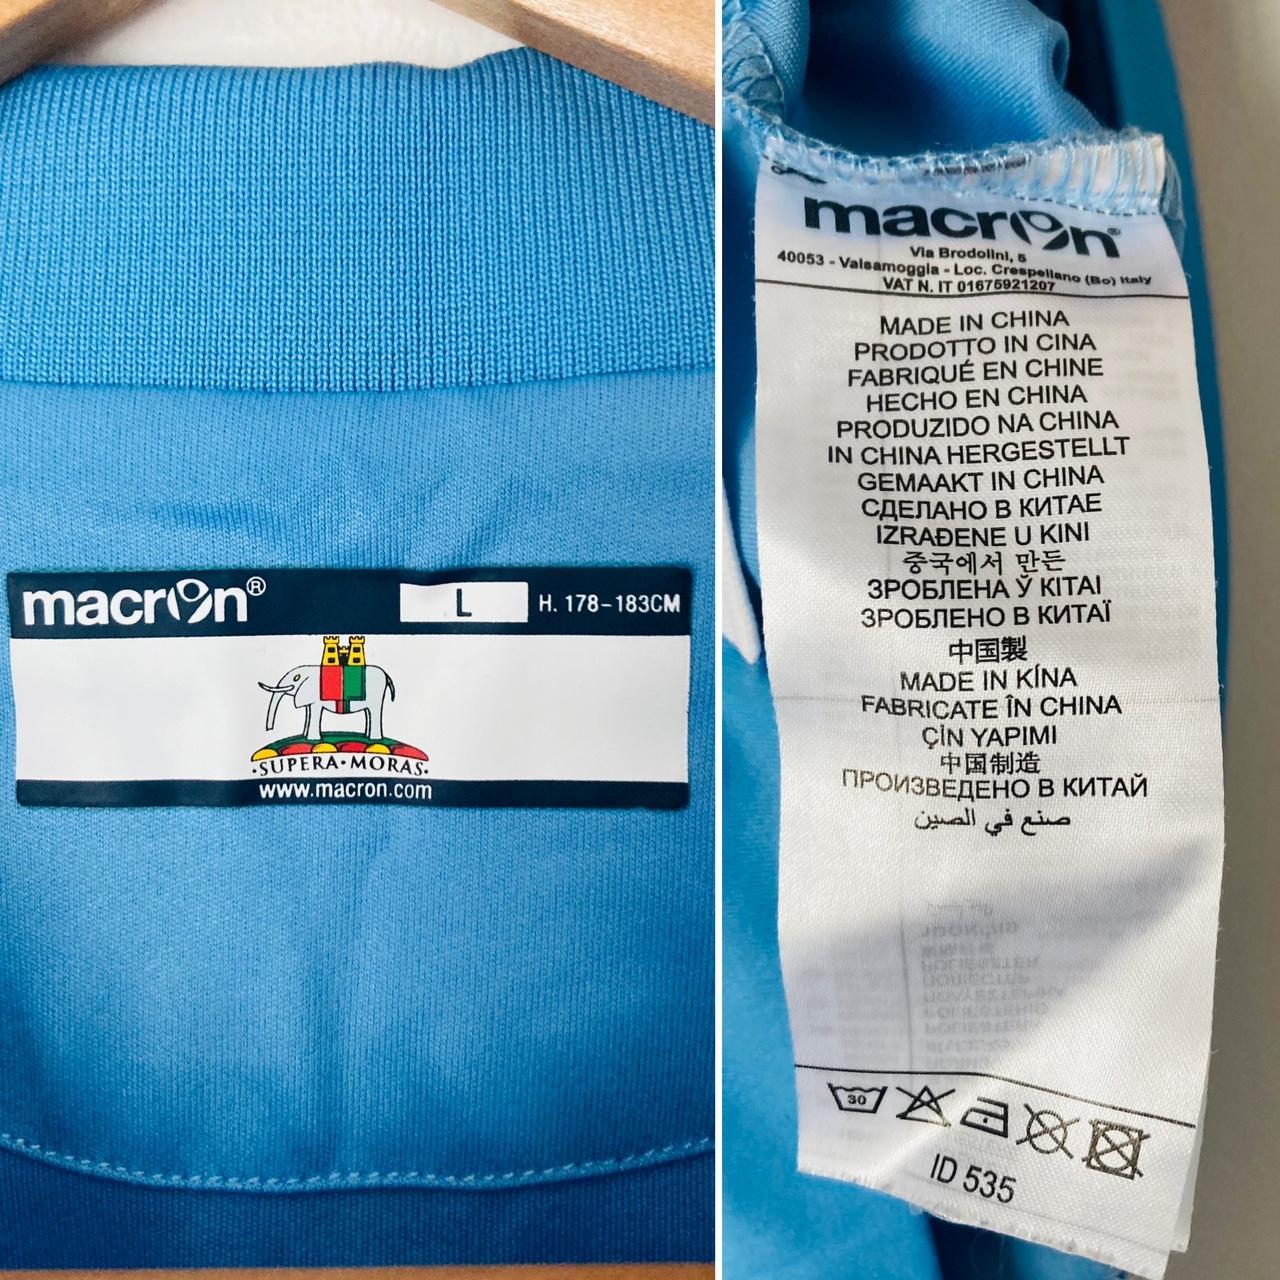 macron®
L
H. 178-183CM
·SUPERA·MORAS·
www.macron.com
macron®
Via Brodolini, 5
40053 - Valsamoggia - Loc. Crespellano (Bo) Italy
VAT N. IT 01675921207
MADE IN CHINA
PRODOTTO IN CINA
FABRIQUÉ EN CHINE
HECHO EN CHINA
PRODUZIDO NA CHINA
IN CHINA HERGESTELLT
GEMAAKT IN CHINA
СДЕЛАНО В КИТАЕ
IZRAĐENE U KINI
중국에서 만든
ЗРОБЛЕНА Ў КІТАІ
ЗРОБЛЕНО В КИТАЇ
中国製
MADE IN KÍNA
FABRICATE ÎN CHINA
ÇİN YAPIMI
中国制造
ПРОИЗВЕДЕНО В КИТАЙ
صنع في الصين
30
ID 535